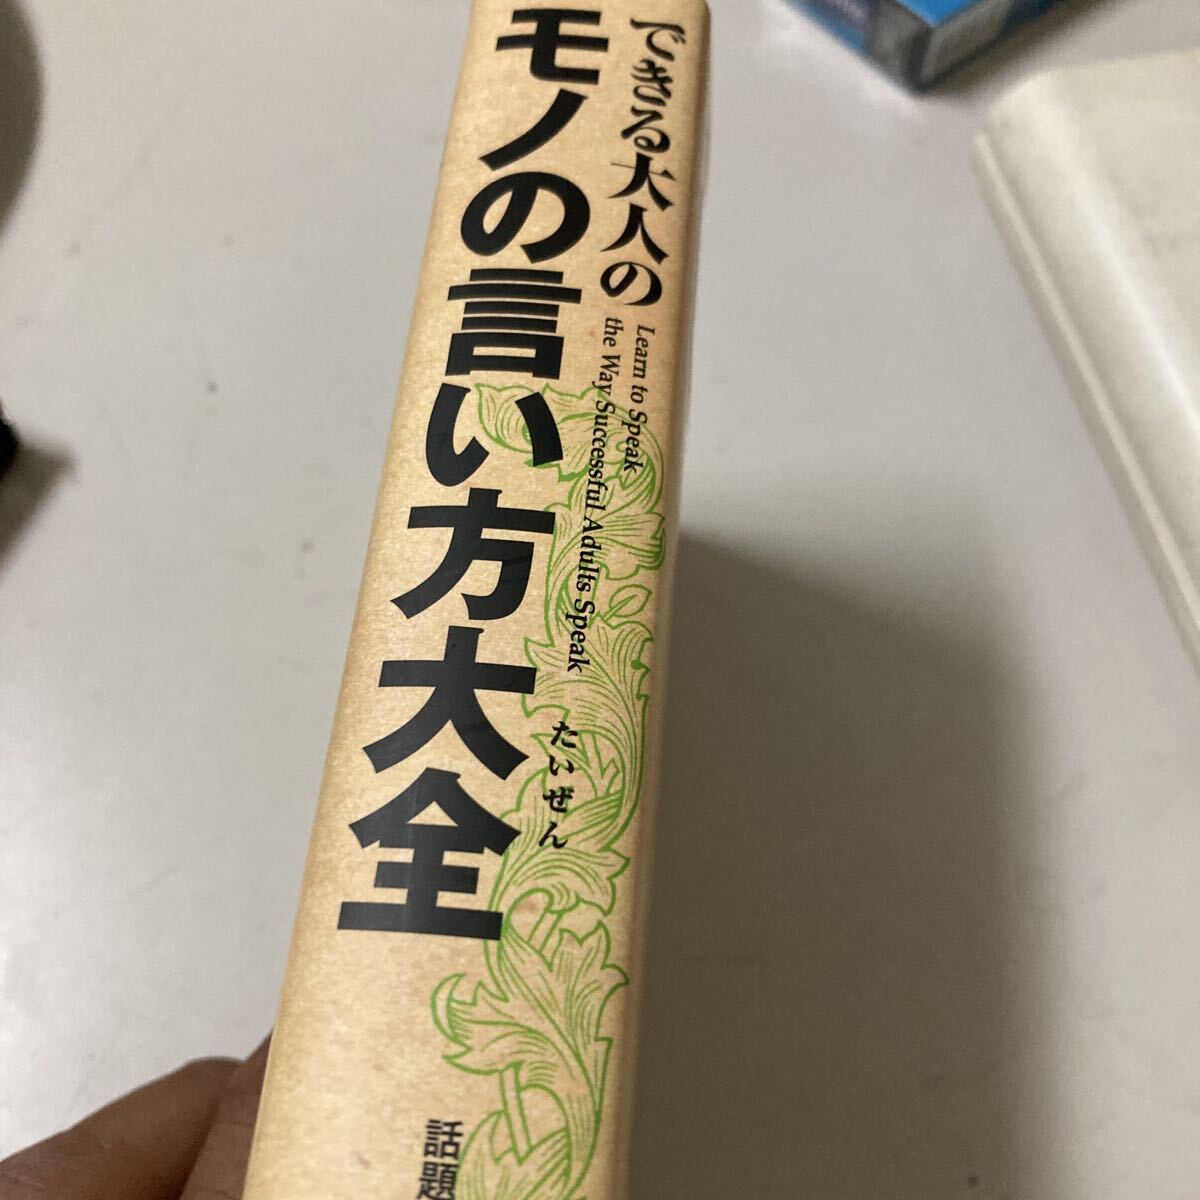 できる大人の
モノの言い方大全
Learn to Speak
the Way Successful Adults Speak
たいぜん
話題